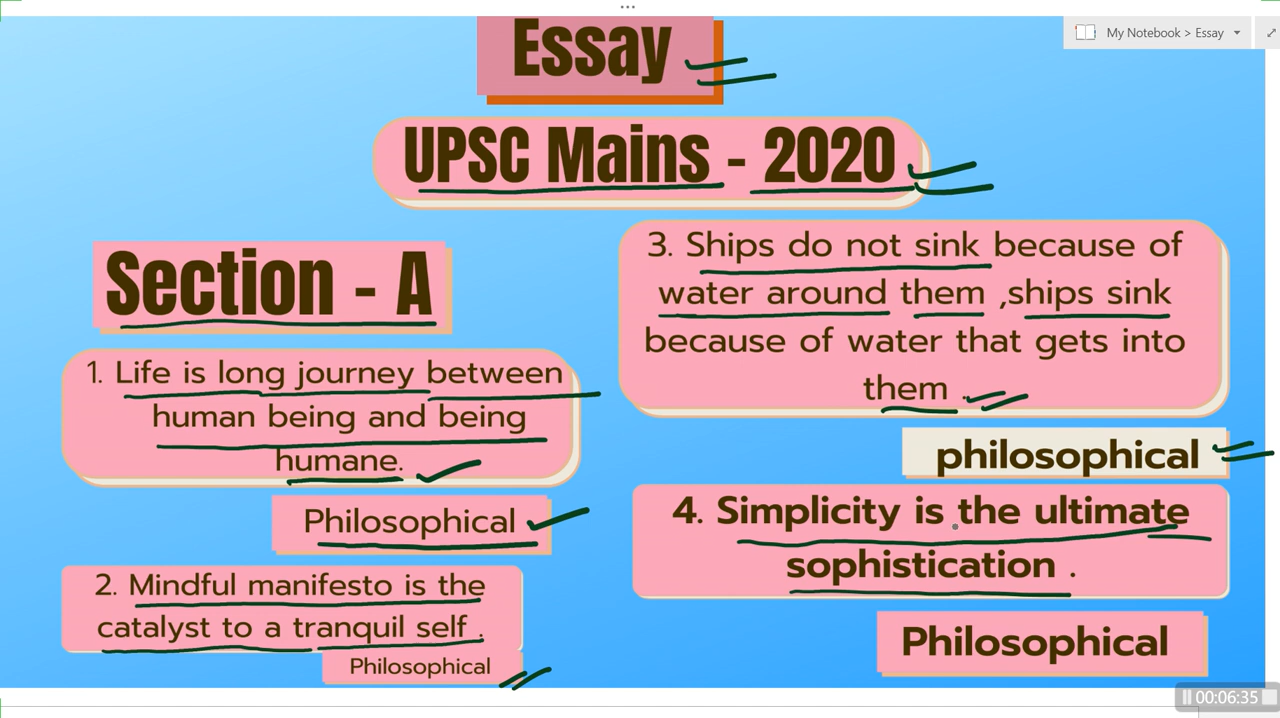 Essay
My Notebook > Essay
UPSC Mains - 2020
Section - A
1. Life is long journey between
human being and being
humane.
Philosophical
2. Mindful manifesto is the
catalyst to a tranquil self .
Philosophical
3. Ships do not sink because of
water around them ,ships sink
because of water that gets into
them .
philosophical
4. Simplicity is the ultimate
sophistication .
Philosophical
00:06:35